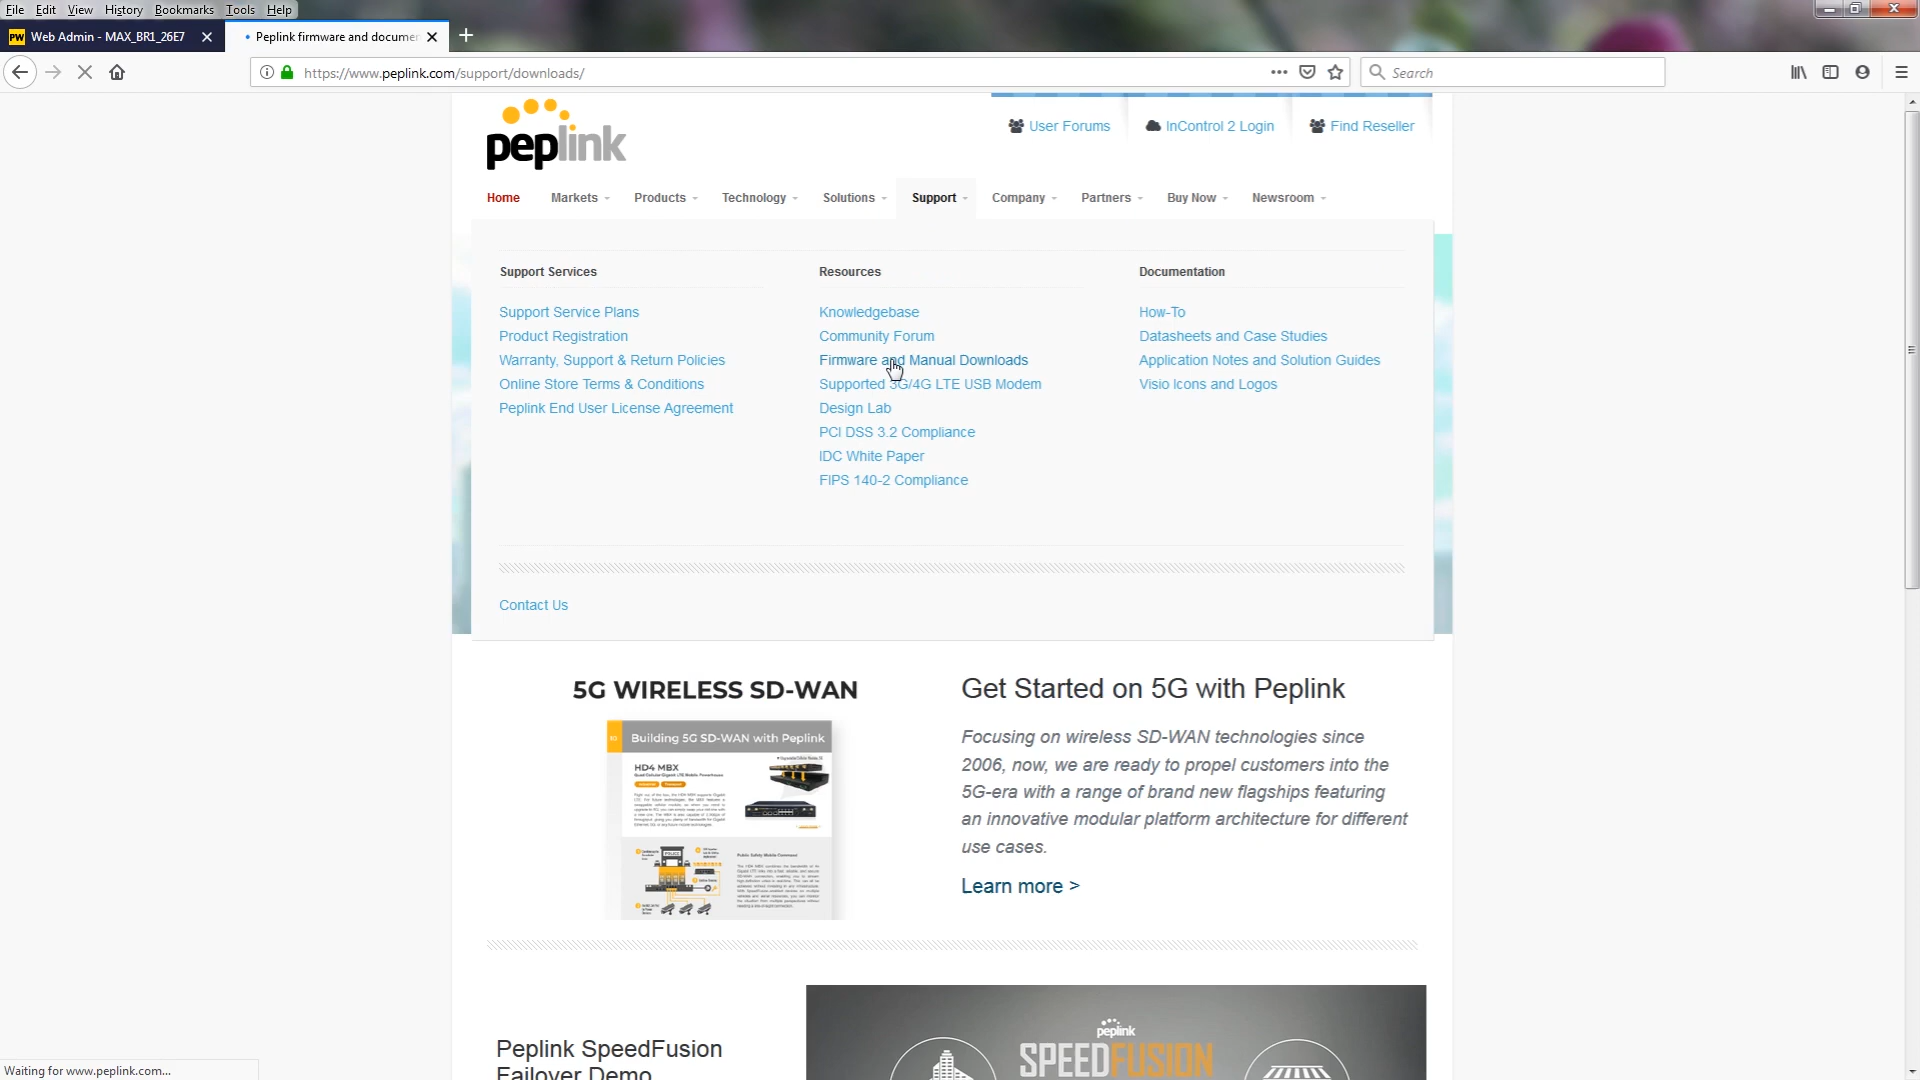 File Edit View History Bookmarks Tools Help
PW Web Admin - MAX_BR1_26E7
Peplink firmware and documen
https://www.peplink.com/support/downloads/
Search
peplink
User Forums
InControl 2 Login
Find Reseller
Home Markets Products Technology Solutions Support Company Partners Buy Now Newsroom
Support Services
Support Service Plans
Product Registration
Warranty, Support & Return Policies
Online Store Terms & Conditions
Peplink End User License Agreement
Resources
Knowledgebase
Community Forum
Firmware and Manual Downloads
Supported 3G/4G LTE USB Modem
Design Lab
PCI DSS 3.2 Compliance
IDC White Paper
FIPS 140-2 Compliance
Documentation
How-To
Datasheets and Case Studies
Application Notes and Solution Guides
Visio Icons and Logos
Contact Us
5G WIRELESS SD-WAN
Building 5G SD-WAN with Peplink
HD4 MBX
Get Started on 5G with Peplink
Focusing on wireless SD-WAN technologies since
2006, now, we are ready to propel customers into the
5G-era with a range of brand new flagships featuring
an innovative modular platform architecture for different
use cases.
Learn more >
Peplink SpeedFusion
Failover Demo
peplink
SPEEDFUSION
Waiting for www.peplink.com...